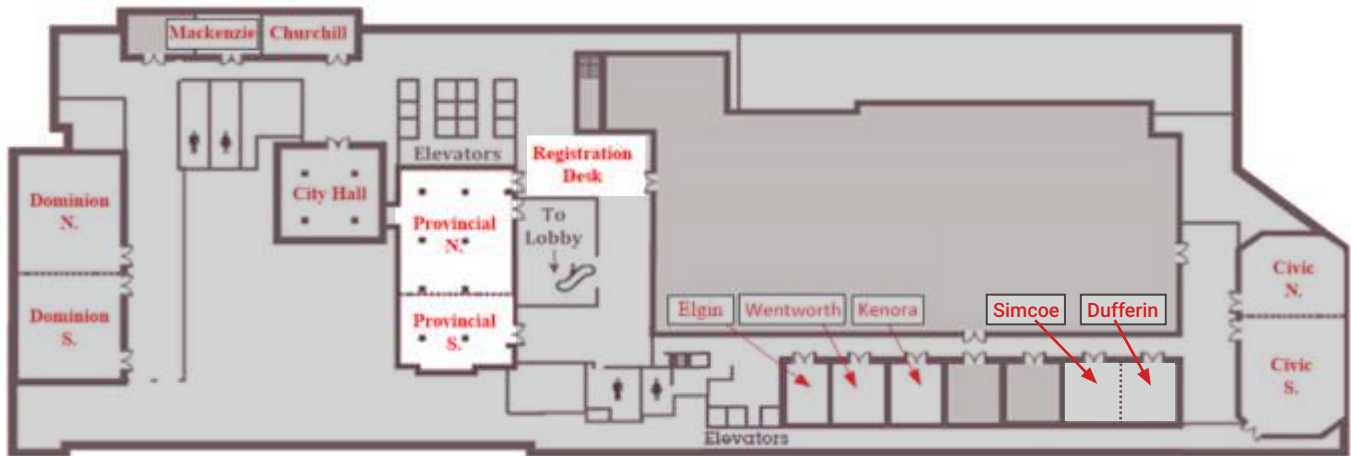 Mackenzie
Churchill
Elevators
Registration
Desk
City Hall
Dominion
N.
Provincial
N.
To
Lobby
Civic
N.
Dominion
S.
Provincial
S.
Elgin
Wentworth
Kenora
Simcoe
Dufferin
Civic
S.
Elevators